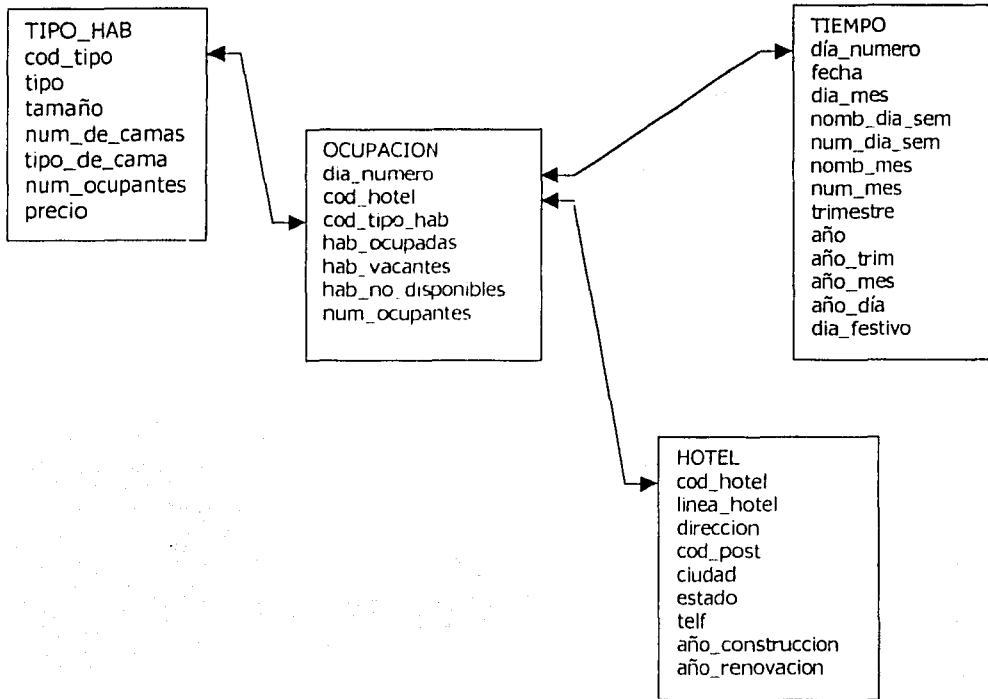 TIPO_HAB
cod_tipo
tipo
tamaño
num_de_camas
tipo_de_cama
num_ocupantes
precio
OCUPACION
dia_numero
cod_hotel
cod_tipo_hab
hab_ocupadas
hab_vacantes
hab_no_disponibles
num_ocupantes
TIEMPO
día_numero
fecha
dia_mes
nomb_dia_sem
num_dia_sem
nomb_mes
num_mes
trimestre
año
año_trim
año_mes
año_día
dia_festivo
HOTEL
cod_hotel
linea_hotel
direccion
cod_post
ciudad
estado
telf
año_construccion
año_renovacion